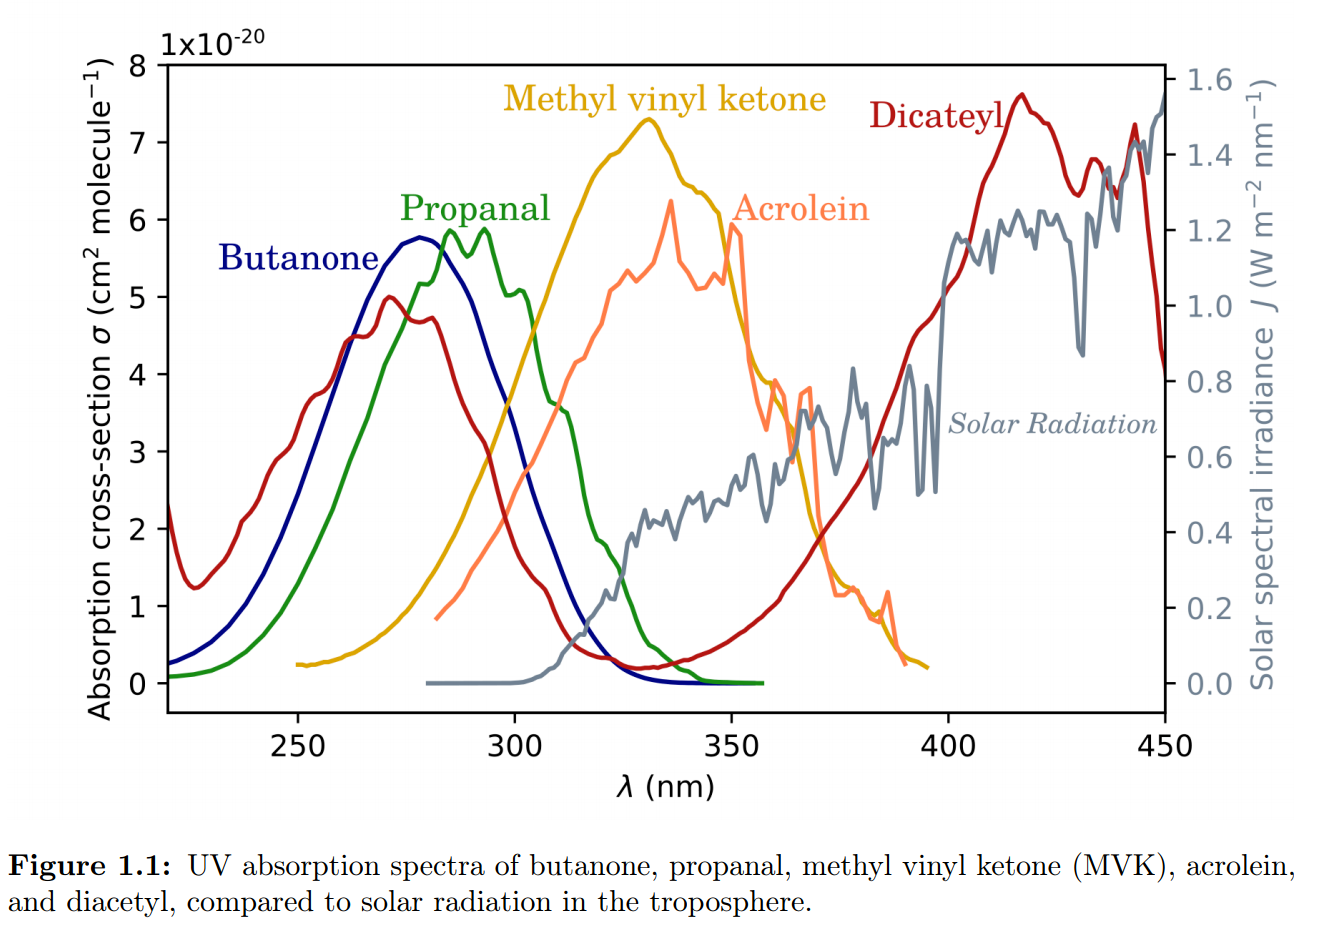 1x10-20
8
7
6
5
4
3
2
1
0
Absorption cross-section σ (cm2 molecule−1)
Methyl vinyl ketone
Dicateyl
Propanal
Acrolein
Butanone
Solar Radiation
1.6
1.4
1.2
1.0
0.8
0.6
0.4
0.2
0.0
Solar spectral irradiance J (W m−2 nm−1)
250 300 350 400 450
λ (nm)
Figure 1.1: UV absorption spectra of butanone, propanal, methyl vinyl ketone (MVK), acrolein,
and diacetyl, compared to solar radiation in the troposphere.